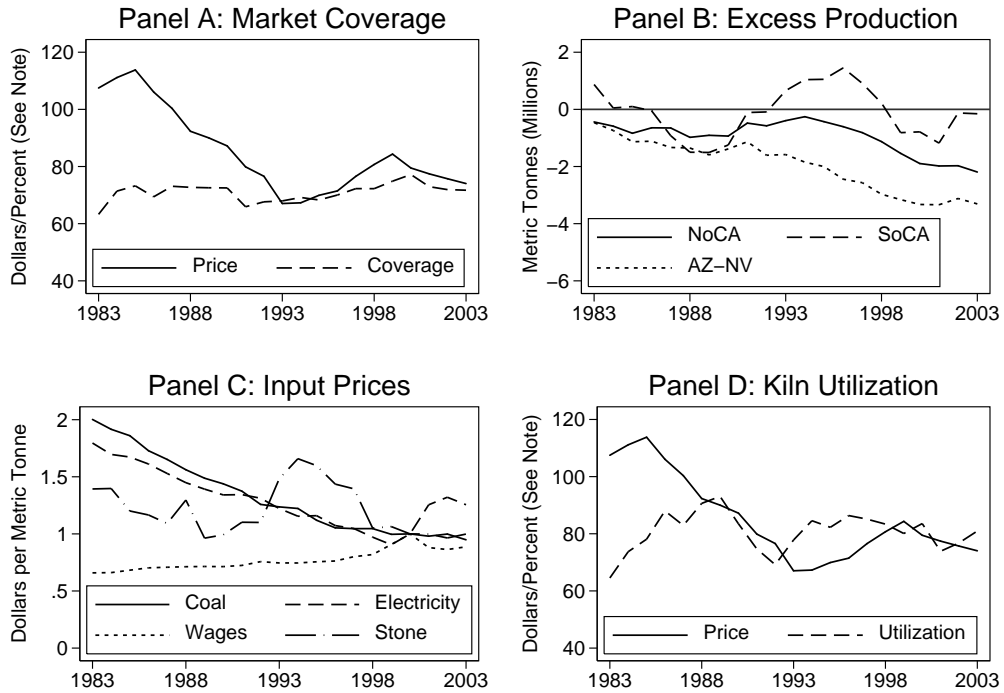 Panel A: Market Coverage
Dollars/Percent (See Note)
120
100
80
60
40
Price
Coverage
1983
1988
1993
1998
2003
Panel B: Excess Production
Metric Tonnes (Millions)
2
0
−2
−4
−6
NoCA
SoCA
AZ−NV
1983
1988
1993
1998
2003
Panel C: Input Prices
Dollars per Metric Tonne
2
1.5
1
.5
0
Coal
Electricity
Wages
Stone
1983
1988
1993
1998
2003
Panel D: Kiln Utilization
Dollars/Percent (See Note)
120
100
80
60
40
Price
Utilization
1983
1988
1993
1998
2003